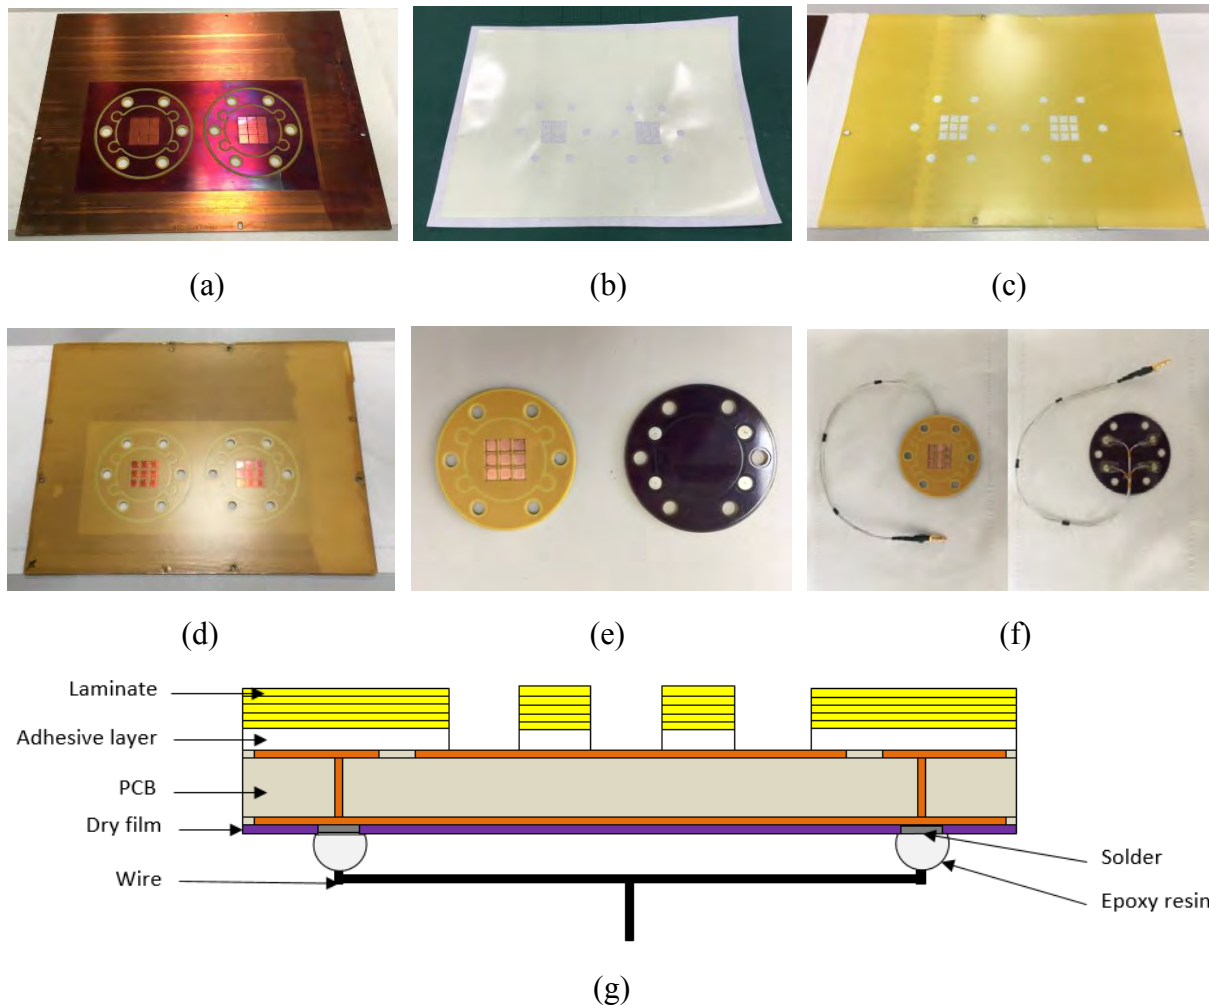 (a)
(b)
(c)
(d)
(e)
(f)
Laminate
Adhesive layer
PCB
Dry film
Wire
Solder
Epoxy resin
(g)